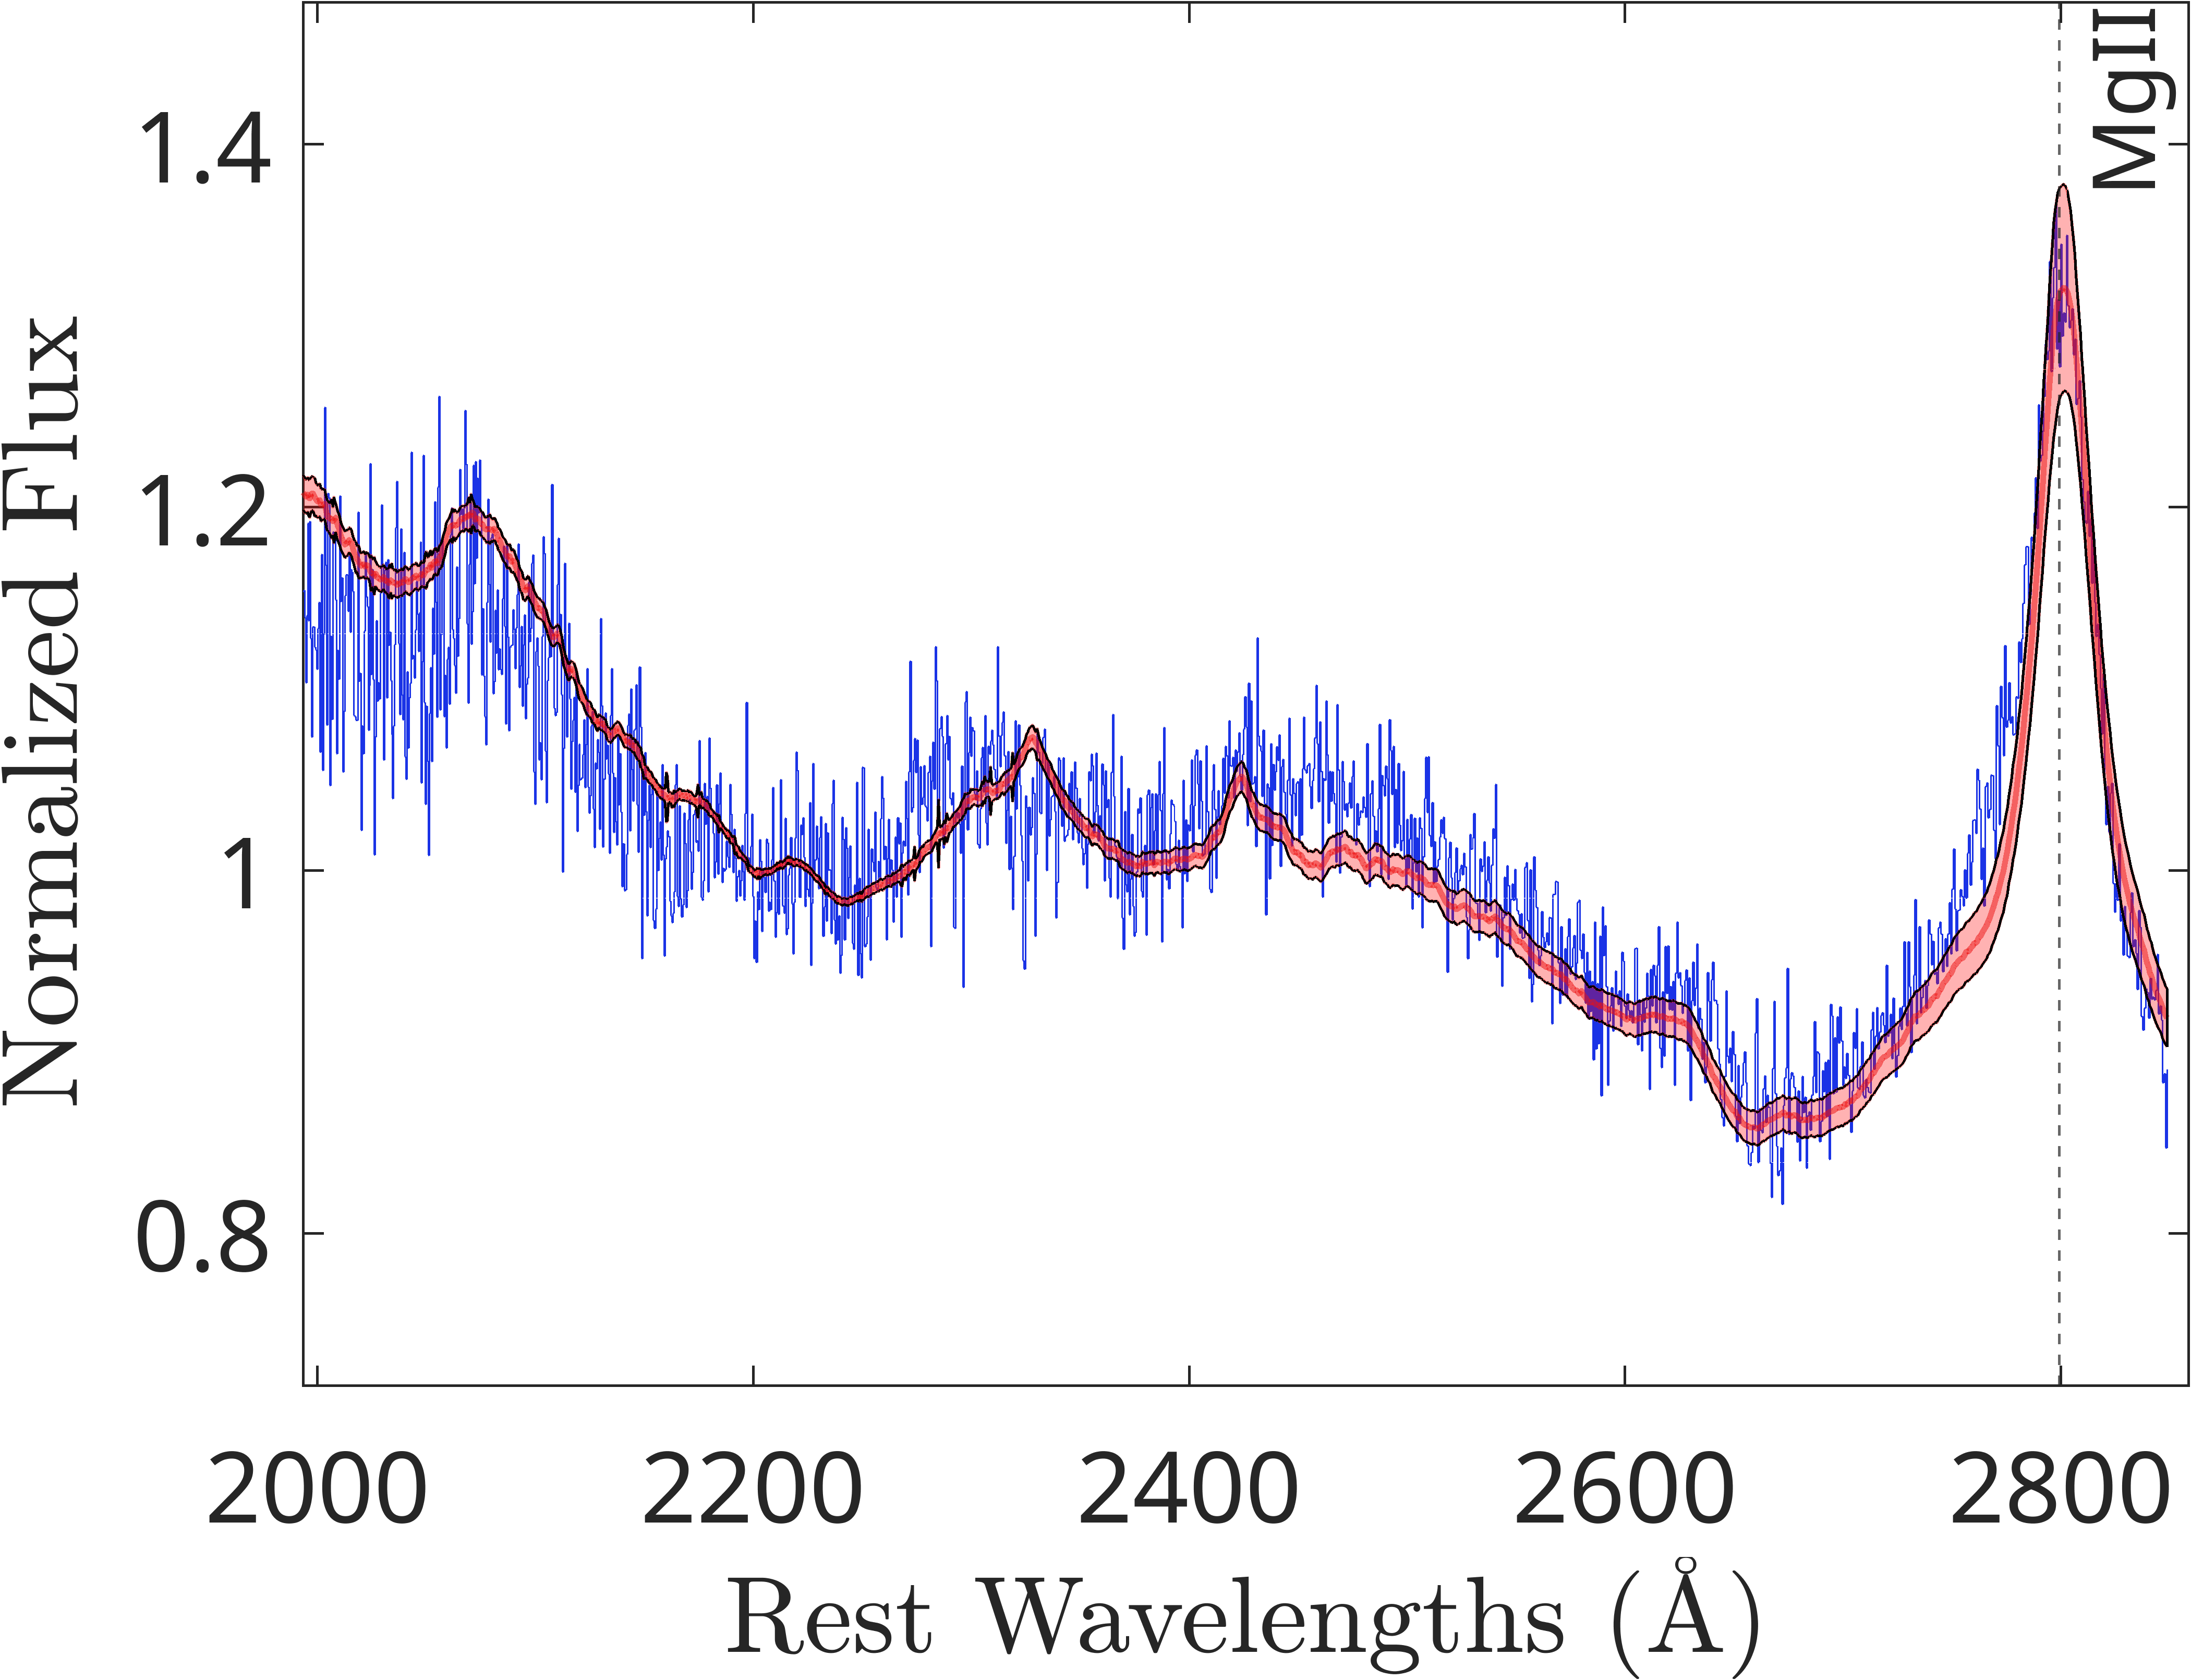 MgII
1.4
1.2
1
0.8
Normalized Flux
2000 2200 2400 2600 2800
Rest Wavelengths (Å)